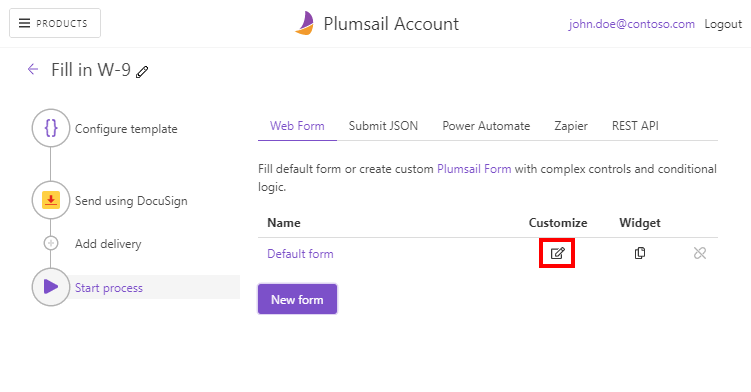 PRODUCTS
Plumsail Account
john.doe@contoso.com Logout
Fill in W-9
{} Configure template
Web Form Submit JSON Power Automate Zapier REST API
Fill default form or create custom Plumsail Form with complex controls and conditional
logic.
Send using DocuSign
Name Customize Widget
Add delivery
Default form
Start process
New form